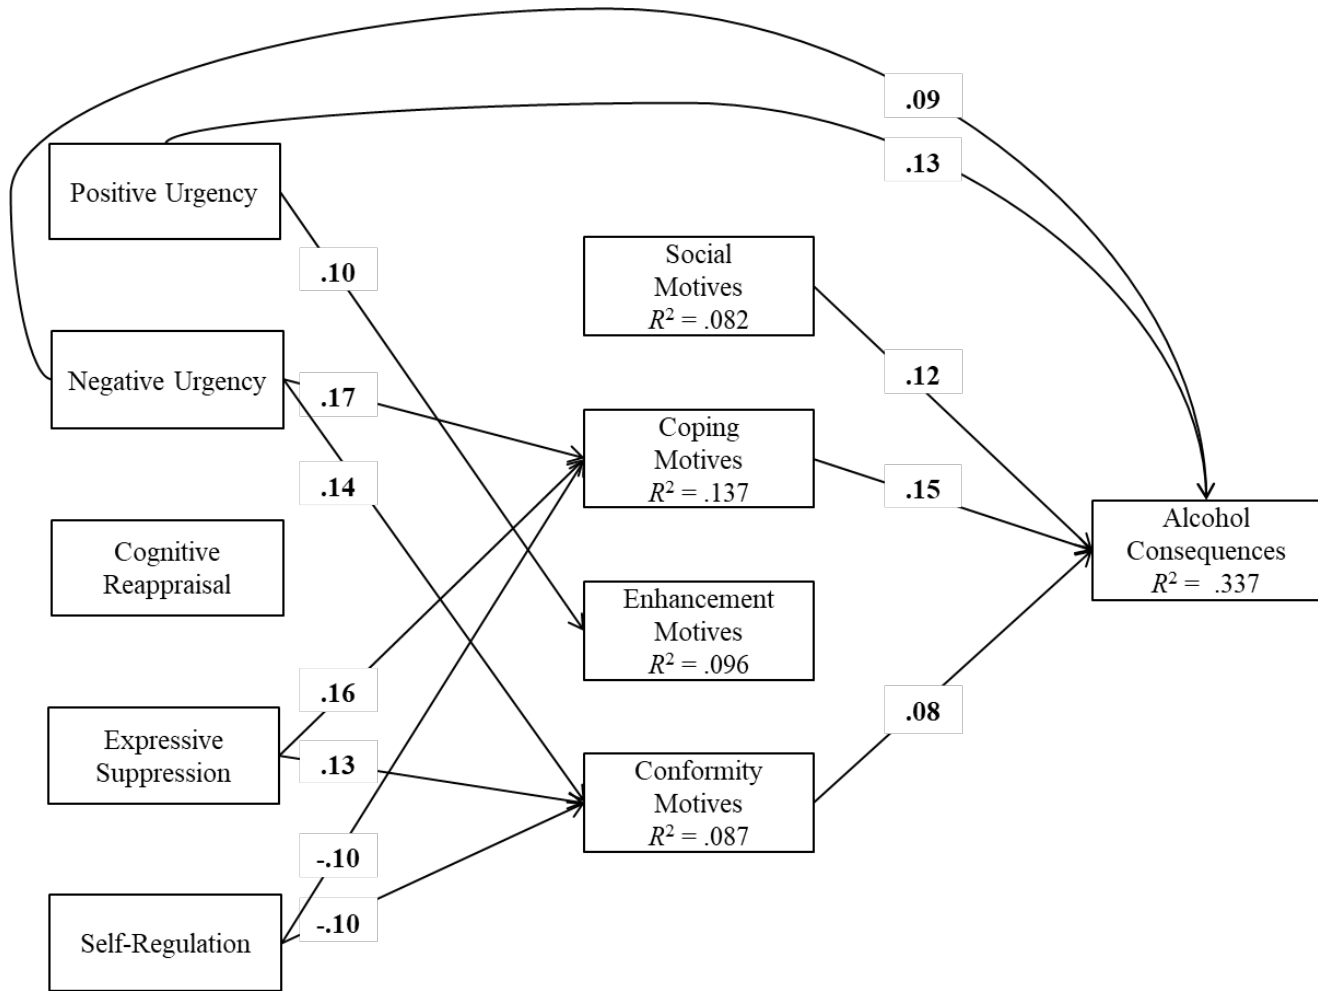 .09
.13
Positive Urgency
.10
Social
Motives
R² = .082
Negative Urgency
.17
.12
Coping
Motives
R² = .137
.14
.15
Alcohol
Consequences
R² = .337
Cognitive
Reappraisal
Enhancement
Motives
R² = .096
.16
.08
Expressive
Suppression
.13
Conformity
Motives
R² = .087
-.10
-.10
Self-Regulation